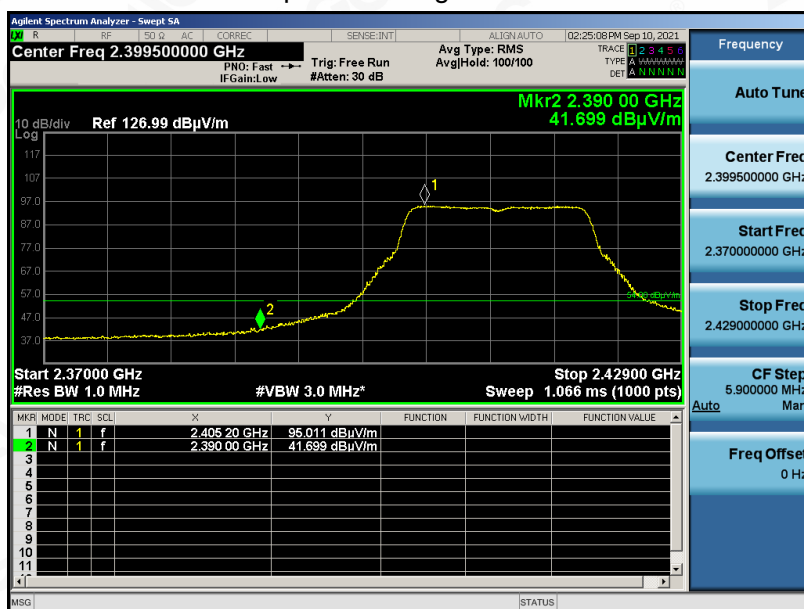 Agilent Spectrum Analyzer - Swept SA
LXI R RF 50 Ω AC CORREC SENSE:INT ALIGN AUTO 02:25:08 PM Sep 10, 2021
Center Freq 2.399500000 GHz
PNO: Fast
IFGain:Low
Trig: Free Run
#Atten: 30 dB
Avg Type: RMS
Avg|Hold: 100/100
TRACE 1 2 3 4 5 6
TYPE A
DET A N N N N N
Mkr2 2.390 00 GHz
41.699 dBµV/m
10 dB/div Ref 126.99 dBµV/m
Log
117
107
97.0
87.0
77.0
67.0
57.0
47.0
37.0
1
2
Start 2.37000 GHz Stop 2.42900 GHz
#Res BW 1.0 MHz #VBW 3.0 MHz* Sweep 1.066 ms (1000 pts)
MKR MODE TRC SCL X Y FUNCTION FUNCTION WIDTH FUNCTION VALUE
1 N 1 f 2.405 20 GHz 95.011 dBµV/m
2 N 1 f 2.390 00 GHz 41.699 dBµV/m
3
4
5
6
7
8
9
10
11
MSG STATUS
Frequency
Auto Tune
Center Freq
2.399500000 GHz
Start Freq
2.370000000 GHz
Stop Freq
2.429000000 GHz
CF Step
5.900000 MHz
Auto Man
Freq Offset
0 Hz